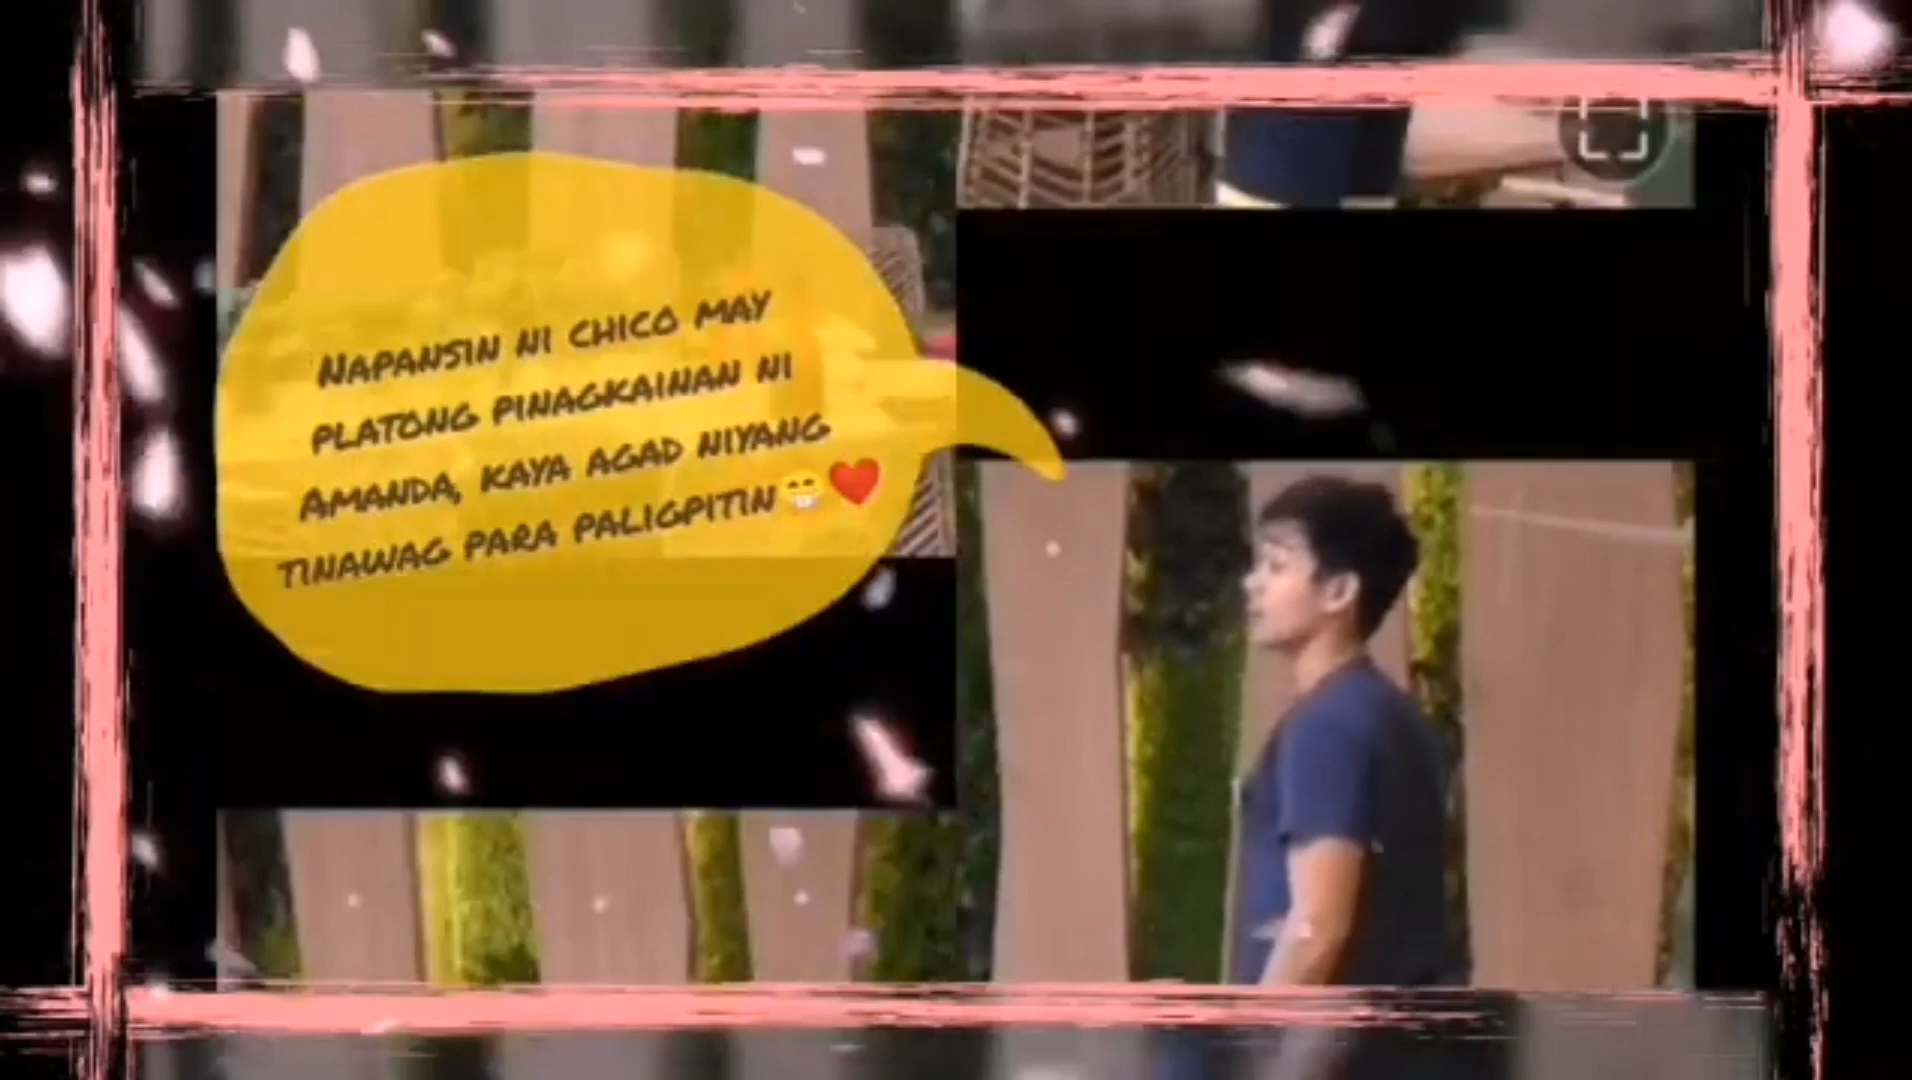 Napansin ni Chico may
platong pinagkainan ni
Amanda, kaya agad niyang
tinawag para paligpitin😁❤️